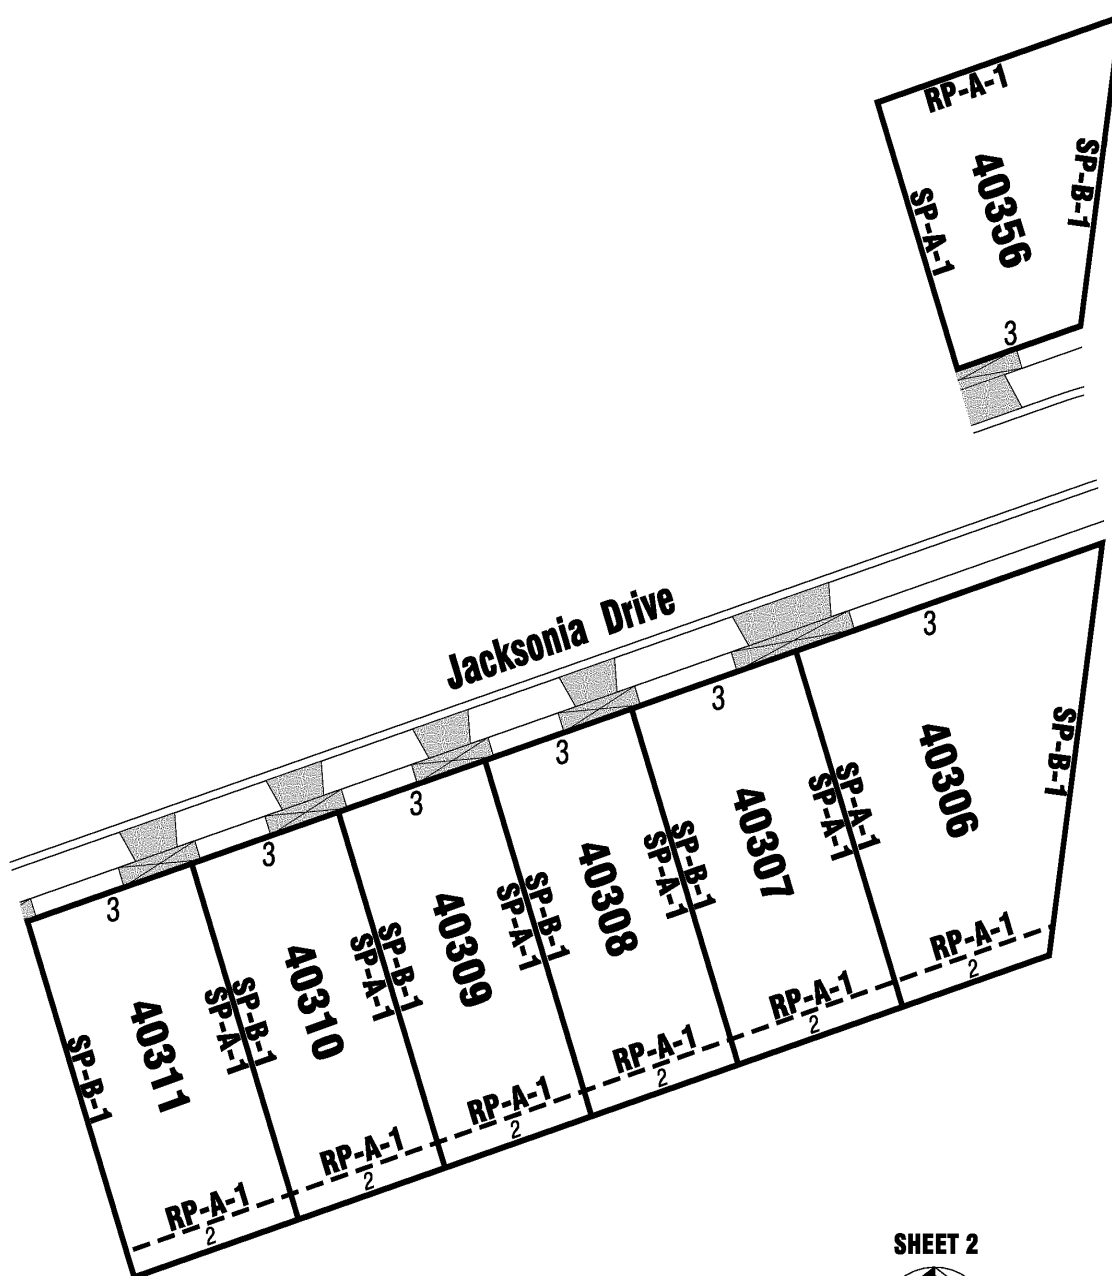 RP-A-1
SP-A-1
40356
SP-B-1
3
Jacksonia Drive
3
40306
SP-B-1
SP-A-1
RP-A-1
2
3
40307
SP-A-1
SP-B-1
RP-A-1
2
3
40308
SP-A-1
SP-B-1
RP-A-1
2
3
40309
SP-A-1
SP-B-1
RP-A-1
2
3
40310
SP-A-1
SP-B-1
RP-A-1
2
3
40311
SP-A-1
SP-B-1
RP-A-1
2
SHEET 2